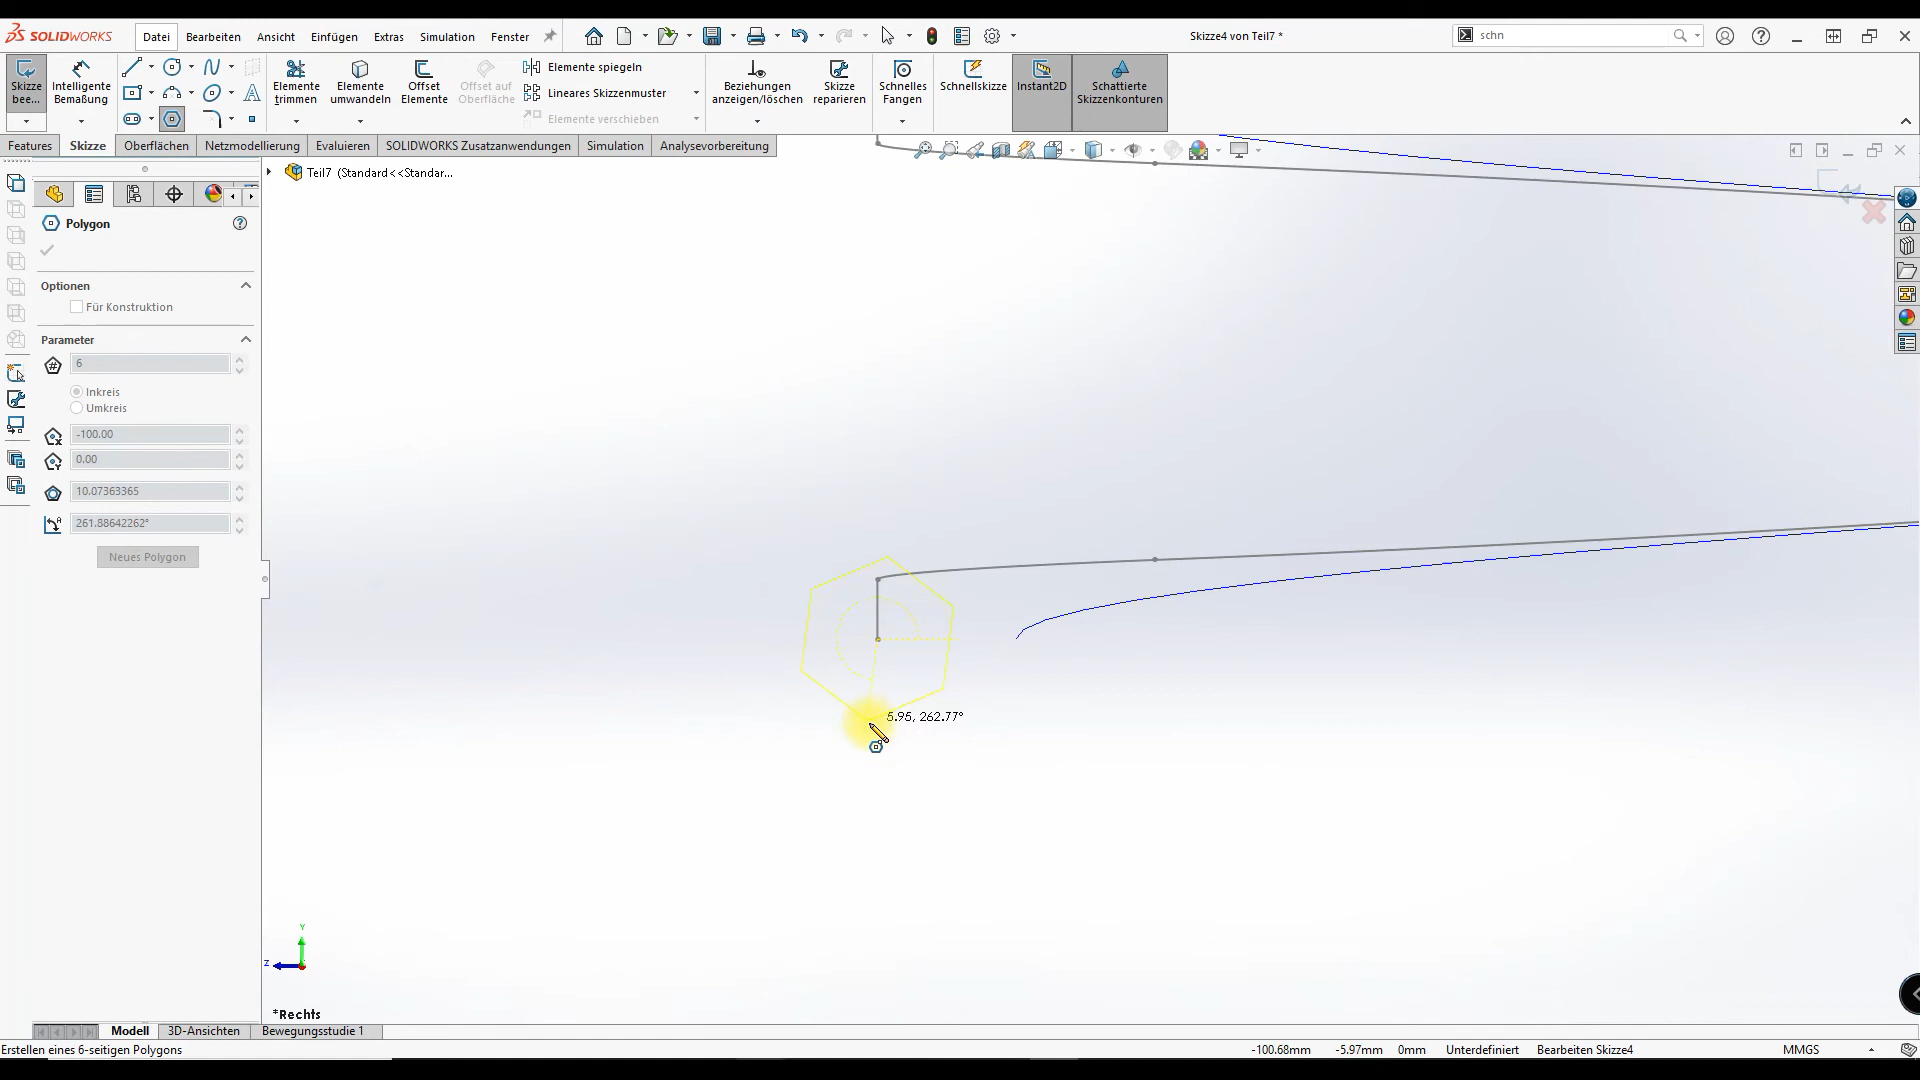 SOLIDWORKS
Datei Bearbeiten Ansicht Einfügen Extras Simulation Fenster
Skizze4 von Teil7 *
schn
Skizze bee...
Intelligente Bemaßung
Elemente trimmen
Elemente umwandeln
Offset Elemente
Offset auf Oberfläche
Elemente spiegeln
Lineares Skizzenmuster
Elemente verschieben
Beziehungen anzeigen/löschen
Skizze reparieren
Schnelles Fangen
Schnellskizze
Instant2D
Schattierte Skizzenkonturen
Features Skizze Oberflächen Netzmodellierung Evaluieren SOLIDWORKS Zusatzanwendungen Simulation Analysevorbereitung
Teil7 (Standard<<Standar...
Polygon
Optionen
Für Konstruktion
Parameter
6
Inkreis
Umkreis
-100.00
0.00
10.07363365
261.88642262°
Neues Polygon
5.95, 262.77°
Y
Z
*Rechts
Modell 3D-Ansichten Bewegungsstudie 1
Erstellen eines 6-seitigen Polygons
-100.68mm -5.97mm 0mm Unterdefiniert Bearbeiten Skizze4 MMGS